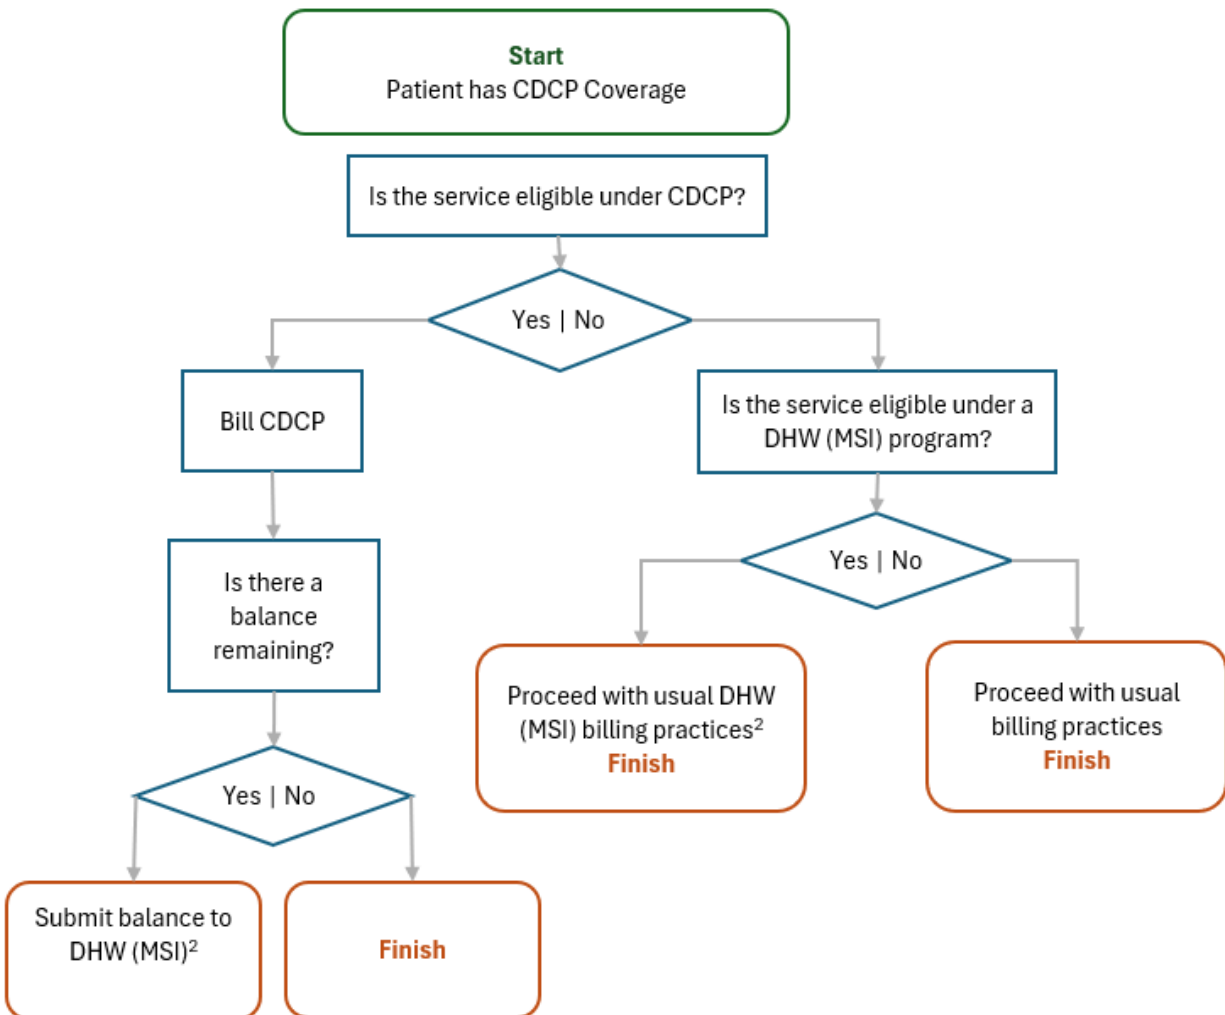 Start
Patient has CDCP Coverage
Is the service eligible under CDCP?
Yes | No
Bill CDCP
Is the service eligible under a
DHW (MSI) program?
Is there a
balance
remaining?
Yes | No
Proceed with usual DHW
(MSI) billing practices²
Finish
Proceed with usual
billing practices
Finish
Yes | No
Submit balance to
DHW (MSI)²
Finish